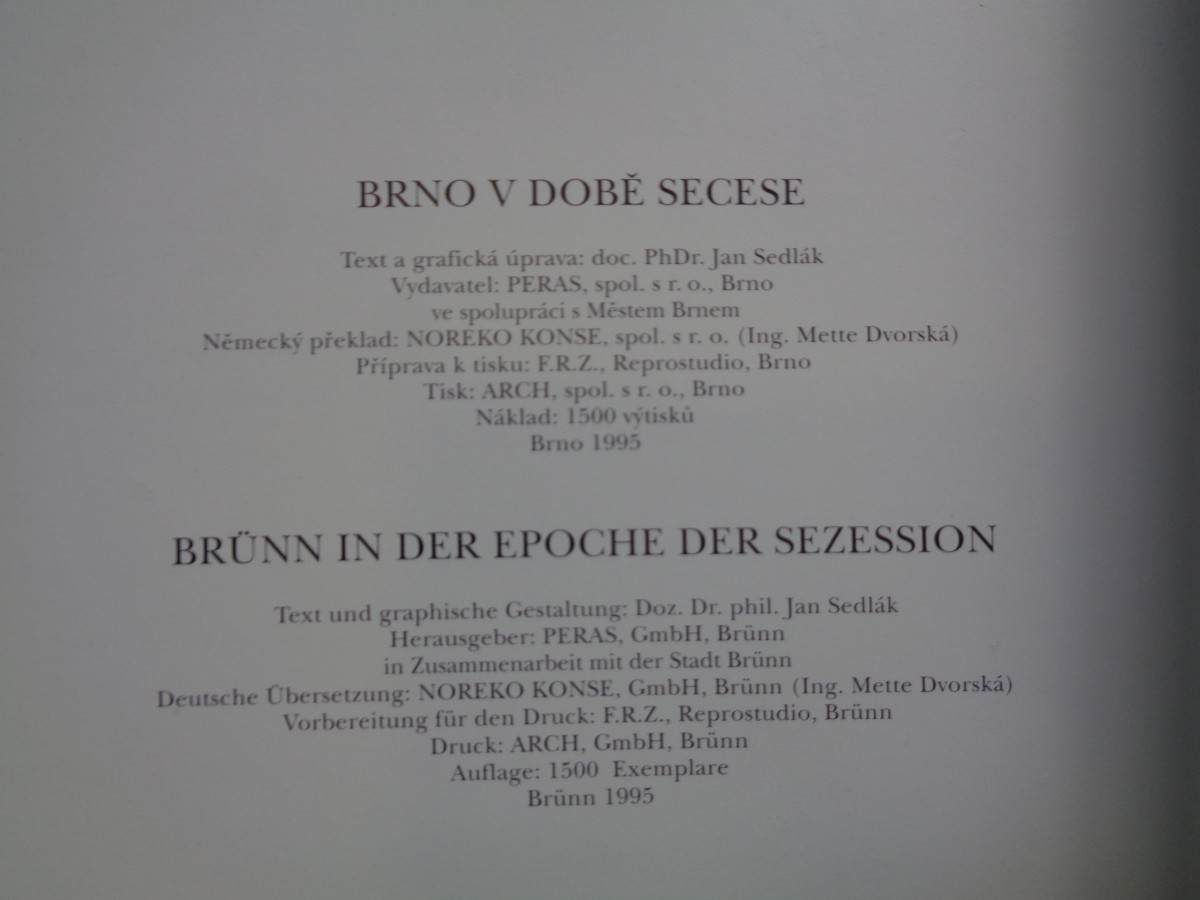 BRNO V DOBĚ SECESE
Text a grafická úprava: doc. PhDr. Jan Sedlák
Vydavatel: PERAS, spol. s r. o., Brno
ve spolupráci s Městem Brnem
Německý překlad: NOREKO KONSE, spol. s r. o. (Ing. Mette Dvorská)
Příprava k tisku: F.R.Z., Reprostudio, Brno
Tisk: ARCH, spol. s r. o., Brno
Náklad: 1500 výtisků
Brno 1995
BRÜNN IN DER EPOCHE DER SEZESSION
Text und graphische Gestaltung: Doz. Dr. phil. Jan Sedlák
Herausgeber: PERAS, GmbH, Brünn
in Zusammenarbeit mit der Stadt Brünn
Deutsche Übersetzung: NOREKO KONSE, GmbH, Brünn (Ing. Mette Dvorská)
Vorbereitung für den Druck: F.R.Z., Reprostudio, Brünn
Druck: ARCH, GmbH, Brünn
Auflage: 1500 Exemplare
Brünn 1995